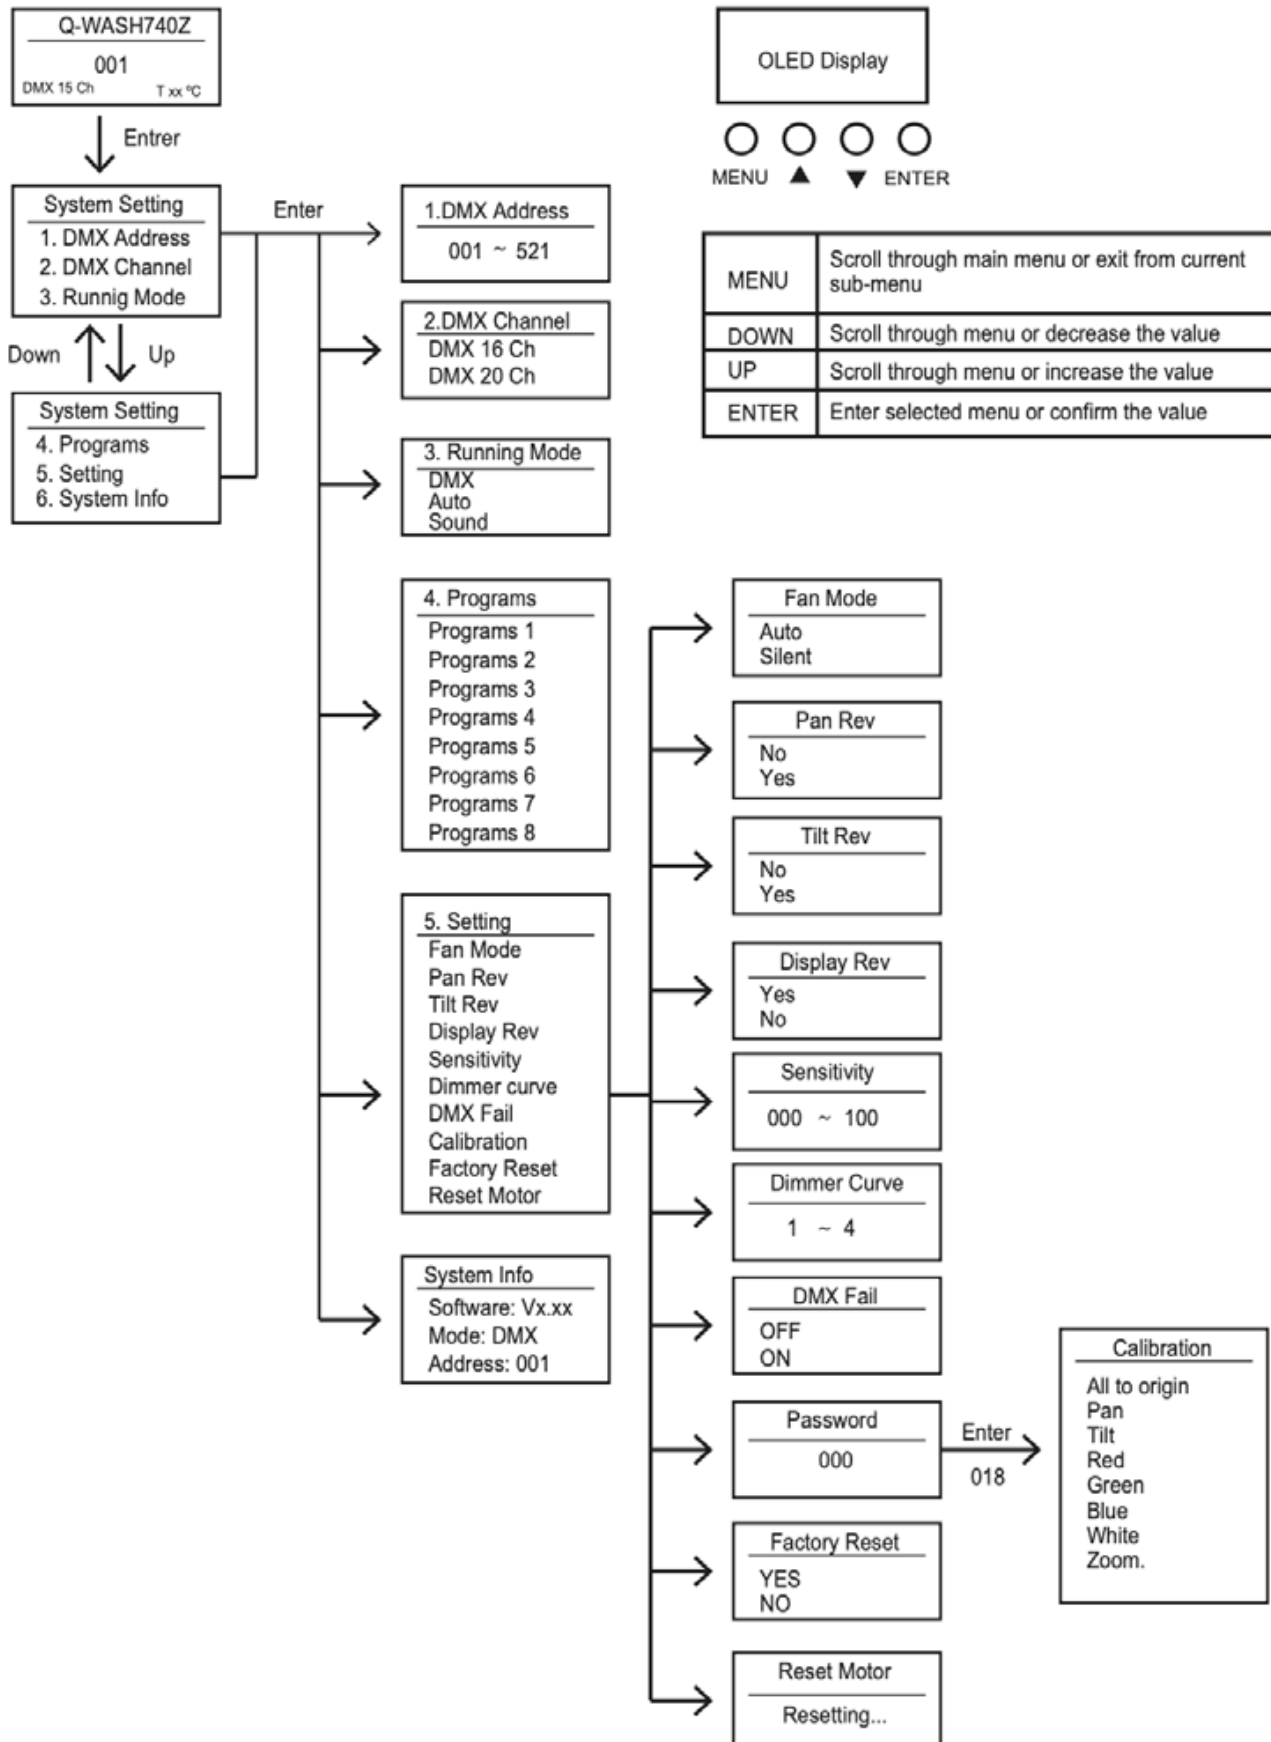 Q-WASH740Z
001
DMX 15 Ch T xx ºC
Entrer
System Setting
1. DMX Address
2. DMX Channel
3. Runnig Mode
Down
Up
System Setting
4. Programs
5. Setting
6. System Info
Enter
OLED Display
MENU ▲ ▼ ENTER
MENU Scroll through main menu or exit from current
sub-menu
DOWN Scroll through menu or decrease the value
UP Scroll through menu or increase the value
ENTER Enter selected menu or confirm the value
1.DMX Address
001 ~ 521
2.DMX Channel
DMX 16 Ch
DMX 20 Ch
3. Running Mode
DMX
Auto
Sound
4. Programs
Programs 1
Programs 2
Programs 3
Programs 4
Programs 5
Programs 6
Programs 7
Programs 8
5. Setting
Fan Mode
Pan Rev
Tilt Rev
Display Rev
Sensitivity
Dimmer curve
DMX Fail
Calibration
Factory Reset
Reset Motor
System Info
Software: Vx.xx
Mode: DMX
Address: 001
Fan Mode
Auto
Silent
Pan Rev
No
Yes
Tilt Rev
No
Yes
Display Rev
Yes
No
Sensitivity
000 ~ 100
Dimmer Curve
1 ~ 4
DMX Fail
OFF
ON
Password
000
Enter
018
Calibration
All to origin
Pan
Tilt
Red
Green
Blue
White
Zoom.
Factory Reset
YES
NO
Reset Motor
Resetting...